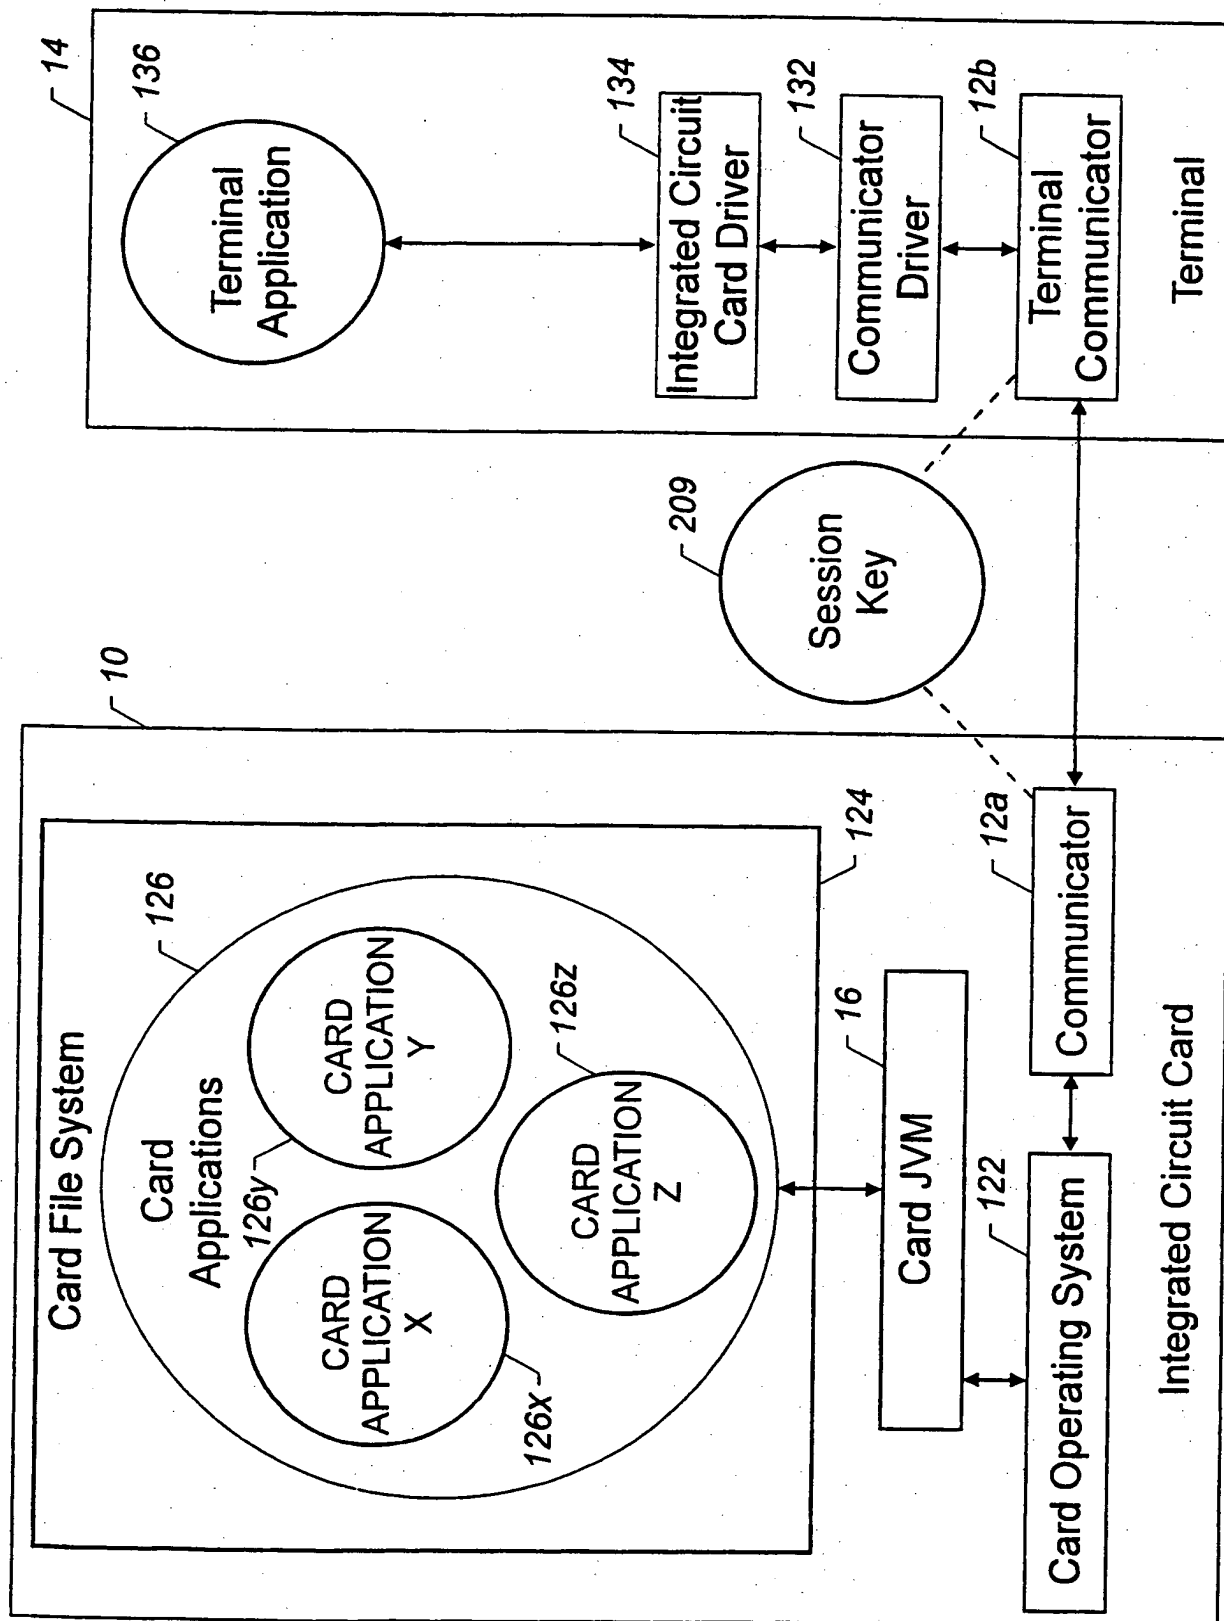 Card File System
10
14
126
136
Card
Applications
Terminal
Application
126y
CARD
APPLICATION
X
CARD
APPLICATION
Y
126x
CARD
APPLICATION
Z
126z
209
134
Integrated Circuit
Card Driver
Session
Key
124
132
Communicator
Driver
16
Card JVM
122
12a
12b
Card Operating System
Communicator
Terminal
Communicator
Integrated Circuit Card
Terminal